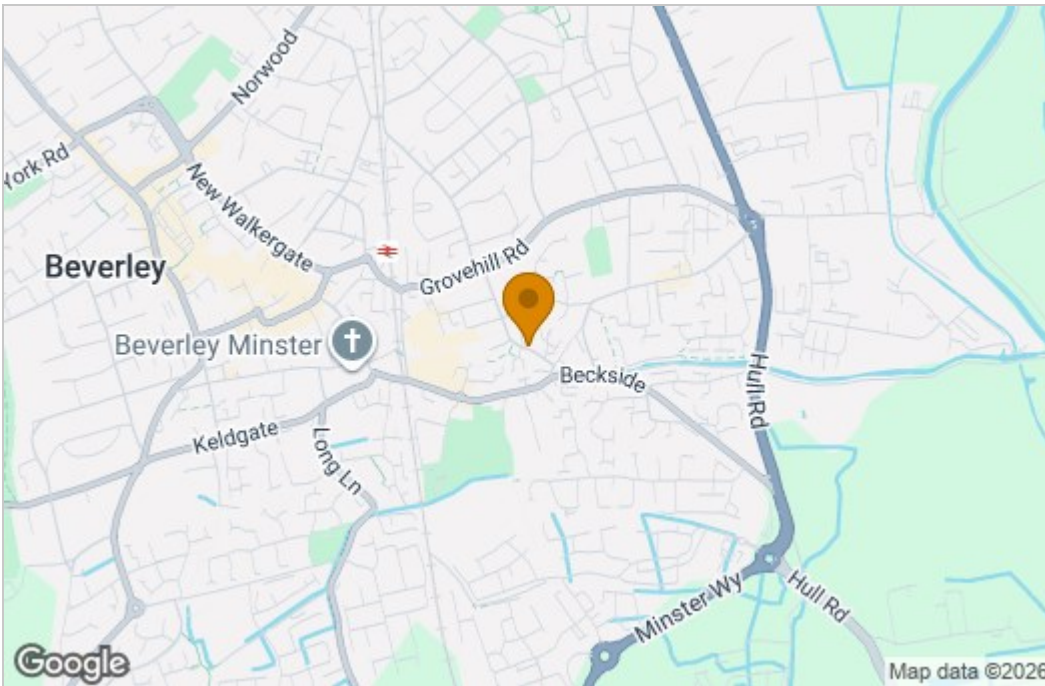 Norwood
York Rd
New Walkergate
Beverley
Grovehill Rd
Beverley Minster
Beckside
Hull Rd
Keldgate
Long Ln
Minster Wy
Hull Rd
Google
Map data ©2026